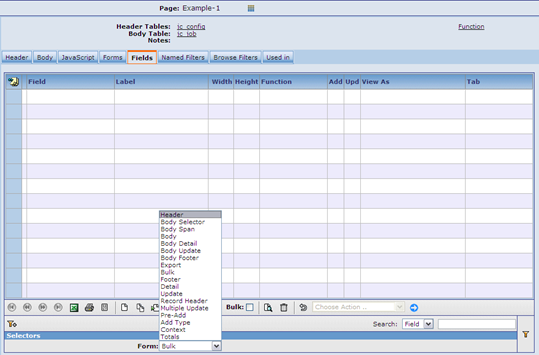 Page: Example-1
Header Tables: ic_config Function
Body Table: ic_job
Notes:
Header Body JavaScript Forms Fields Named Filters Browse Filters Used in
Field Label Width Height Function Add Upd View As Tab
Header
Body Selector
Body Span
Body
Body Detail
Body Update
Body Footer
Export
Bulk
Footer
Detail
Update
Record Header
Multiple Update
Pre-Add
Add Type
Context
Totals
Bulk: Choose Action ..
Search: Field
Selectors
Form: Bulk